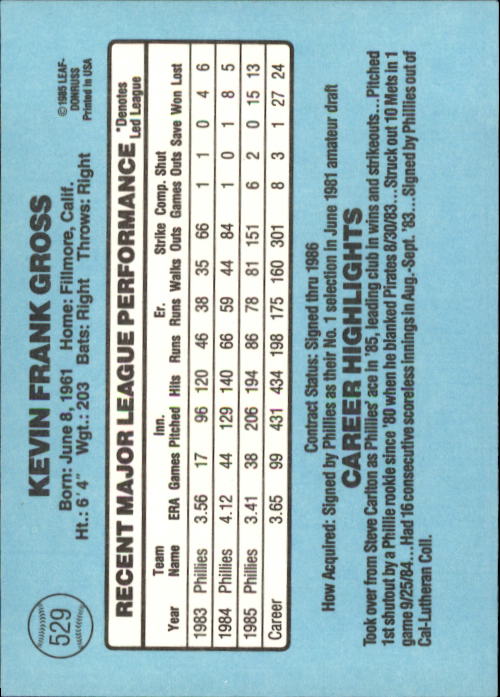 529
KEVIN FRANK GROSS
Born: June 8, 1961 Home: Fillmore, Calif.
Ht.: 6'4" Wgt.: 203 Bats: Right Throws: Right
©1985 LEAF-
DONRUSS
Printed in USA
RECENT MAJOR LEAGUE PERFORMANCE *Denotes
Led League
Team Inn. Er. Strike Comp. Shut
Year Name ERA Games Pitched Hits Runs Runs Walks Outs Games Outs Save Won Lost
1983 Phillies 3.56 17 96 120 46 38 35 66 1 1 0 4 6
1984 Phillies 4.12 44 129 140 66 59 44 84 1 0 1 8 5
1985 Phillies 3.41 38 206 194 86 78 81 151 6 2 0 15 13
Career 3.65 99 431 434 198 175 160 301 8 3 1 27 24
Contract Status: Signed thru 1986
How Acquired: Signed by Phillies as their No. 1 selection in June 1981 amateur draft
CAREER HIGHLIGHTS
Took over from Steve Carlton as Phillies' ace in '85, leading club in wins and strikeouts...Pitched
1st shutout by a Phillie rookie since '80 when he blanked Pirates 8/30/83...Struck out 10 Mets in 1
game 9/25/84...Had 16 consecutive scoreless innings in Aug.-Sept. '83...Signed by Phillies out of
Cal-Lutheran Coll.